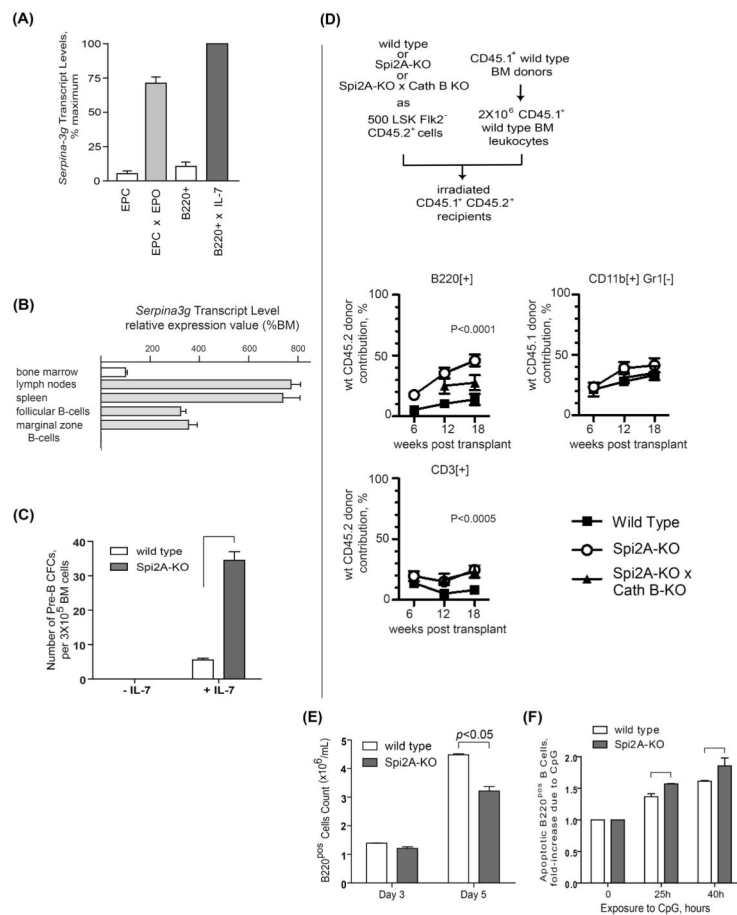 (A)
Serpina-3g Transcript Levels,
% maximum
100
75
50
25
0
EPC
EPC x EPO
B220+
B220+ x IL-7
(B)
Serpina3g Transcript Level
relative expression value (%BM)
200
400
600
800
bone marrow
lymph nodes
spleen
follicular B-cells
marginal zone
B-cells
(C)
wild type
Spi2A-KO
Number of Pre-B CFCs,
per 3X10⁵ BM cells
40
30
20
10
0
- IL-7
+ IL-7
(D)
wild type
or
Spi2A-KO
or
Spi2A-KO x Cath B KO
as
500 LSK Flk2⁻
CD45.2⁺ cells
CD45.1⁺ wild type
BM donors
2X10⁶ CD45.1⁺
wild type BM
leukocytes
irradiated
CD45.1⁺ CD45.2⁺
recipients
B220[+]
wt CD45.2 donor
contribution, %
100
50
0
P<0.0001
6
12
18
weeks post transplant
CD11b[+] Gr1[-]
wt CD45.1 donor
contribution, %
100
50
0
6
12
18
weeks post transplant
CD3[+]
wt CD45.2 donor
contribution, %
100
50
0
P<0.0005
6
12
18
weeks post transplant
Wild Type
Spi2A-KO
Spi2A-KO x
Cath B-KO
(E)
wild type
Spi2A-KO
p<0.05
B220ᵖᵒˢ Cells Count (x10⁶/mL)
6
4
3
1
0
Day 3
Day 5
(F)
wild type
Spi2A-KO
Apoptotic B220ᵖᵒˢ B Cells,
fold-increase due to CpG
2.0
1.5
1.0
0
0
25h
40h
Exposure to CpG, hours